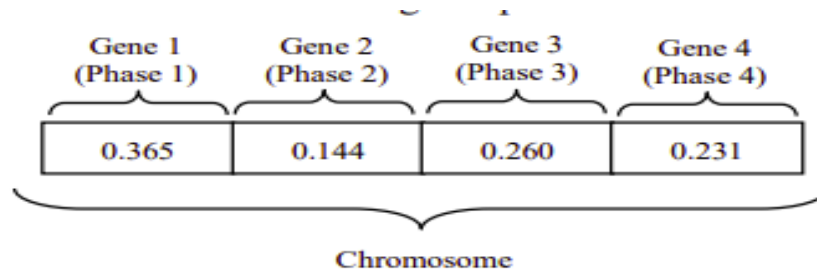 Gene 1 Gene 2 Gene 3 Gene 4
(Phase 1) (Phase 2) (Phase 3) (Phase 4)
0.365 0.144 0.260 0.231
Chromosome